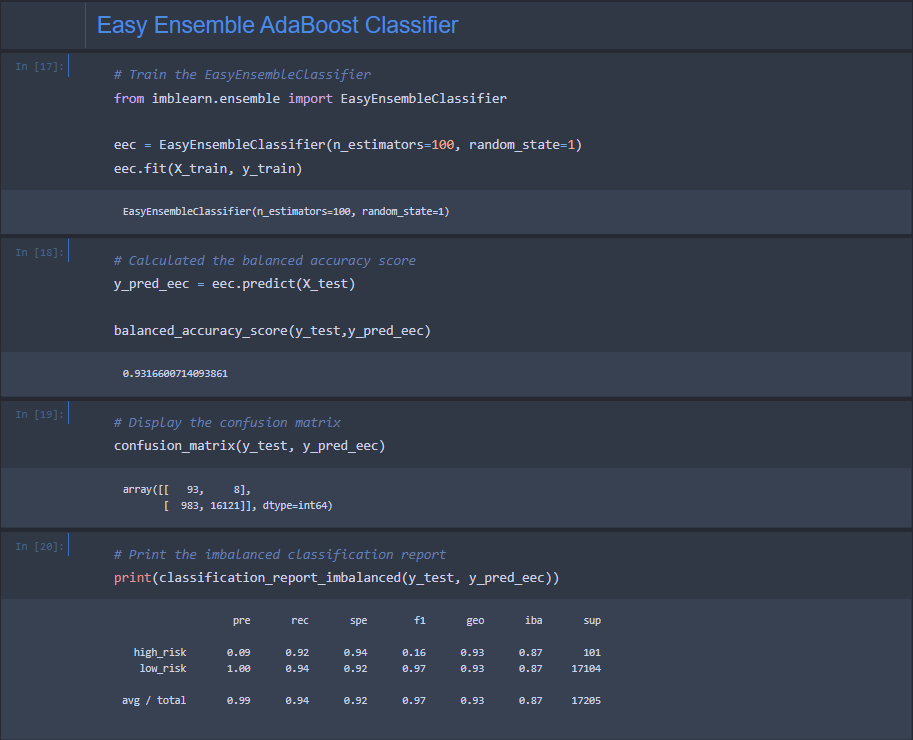 Easy Ensemble AdaBoost Classifier
In [17]:
# Train the EasyEnsembleClassifier
from imblearn.ensemble import EasyEnsembleClassifier
eec = EasyEnsembleClassifier(n_estimators=100, random_state=1)
eec.fit(X_train, y_train)
EasyEnsembleClassifier(n_estimators=100, random_state=1)
In [18]:
# Calculated the balanced accuracy score
y_pred_eec = eec.predict(X_test)
balanced_accuracy_score(y_test,y_pred_eec)
0.9316600714093861
In [19]:
# Display the confusion matrix
confusion_matrix(y_test, y_pred_eec)
array([[   93,     8],
       [  983, 16121]], dtype=int64)
In [20]:
# Print the imbalanced classification report
print(classification_report_imbalanced(y_test, y_pred_eec))
pre rec spe f1 geo iba sup
high_risk 0.09 0.92 0.94 0.16 0.93 0.87 101
low_risk 1.00 0.94 0.92 0.97 0.93 0.87 17104
avg / total 0.99 0.94 0.92 0.97 0.93 0.87 17205